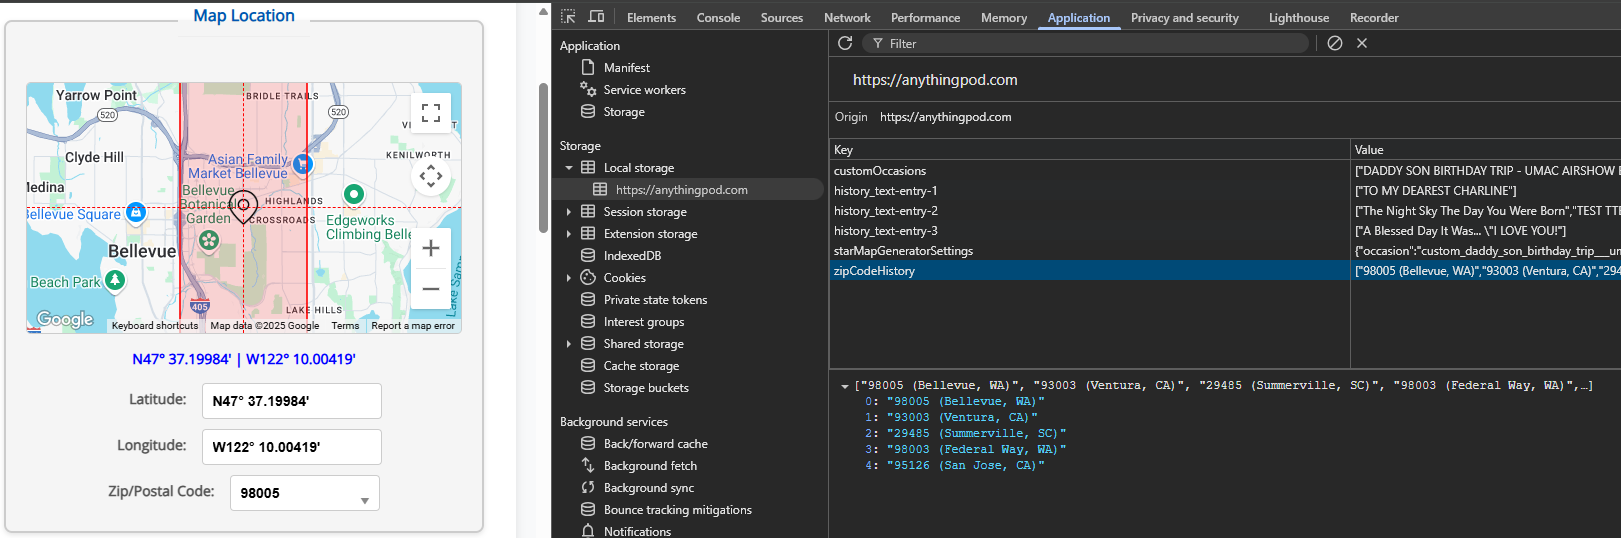 Map Location
Yarrow Point
520
BRIDLE TRAILS
520
Clyde Hill
Asian Family
Market Bellevue
KENILWORTH
Medina
Bellevue
Botanical
Garden
HIGHLANDS
CROSSROADS
ellevue Square
Edgeworks
Climbing Belle
Bellevue
Beach Park
405
LAKE HILLS
Lake Sam
Google
Keyboard shortcuts
Map data ©2025 Google
Terms
Report a map error
N47° 37.19984' | W122° 10.00419'
Latitude: N47° 37.19984'
Longitude: W122° 10.00419'
Zip/Postal Code: 98005
Elements Console Sources Network Performance Memory Application Privacy and security Lighthouse Recorder
Application
Manifest
Service workers
Storage
Storage
Local storage
https://anythingpod.com
Session storage
Extension storage
IndexedDB
Cookies
Private state tokens
Interest groups
Shared storage
Cache storage
Storage buckets
Background services
Back/forward cache
Background fetch
Background sync
Bounce tracking mitigations
Notifications
Filter
https://anythingpod.com
Origin https://anythingpod.com
Key Value
customOccasions ["DADDY SON BIRTHDAY TRIP - UMAC AIRSHOW
history_text-entry-1 ["TO MY DEAREST CHARLINE"]
history_text-entry-2 ["The Night Sky The Day You Were Born","TEST TTE
history_text-entry-3 ["A Blessed Day It Was... \"I LOVE YOU!"]
starMapGeneratorSettings {"occasion":"custom_daddy_son_birthday_trip___un
zipCodeHistory ["98005 (Bellevue, WA)","93003 (Ventura, CA)","294
["98005 (Bellevue, WA)", "93003 (Ventura, CA)", "29485 (Summerville, SC)", "98003 (Federal Way, WA)",…]
0: "98005 (Bellevue, WA)"
1: "93003 (Ventura, CA)"
2: "29485 (Summerville, SC)"
3: "98003 (Federal Way, WA)"
4: "95126 (San Jose, CA)"